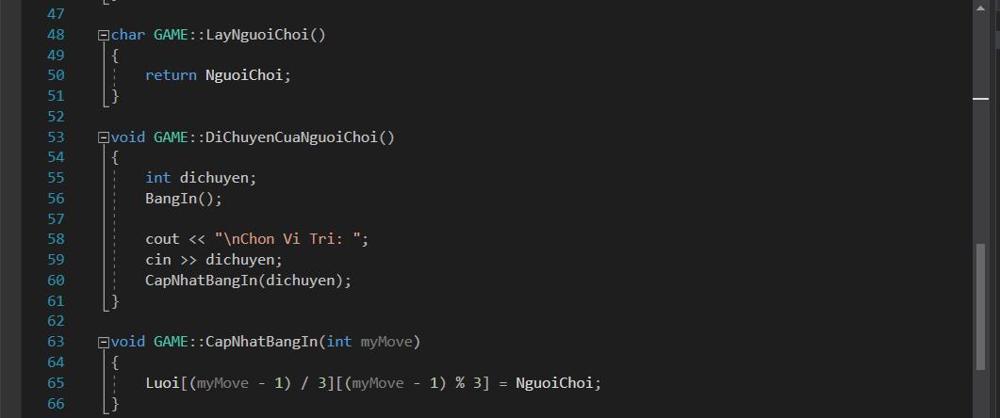 47
48 char GAME::LayNguoiChoi()
49 {
50     return NguoiChoi;
51 }
52
53 void GAME::DiChuyenCuaNguoiChoi()
54 {
55     int dichuyen;
56     BangIn();
57
58     cout << "\nChon Vi Tri: ";
59     cin >> dichuyen;
60     CapNhatBangIn(dichuyen);
61 }
62
63 void GAME::CapNhatBangIn(int myMove)
64 {
65     Luoi[(myMove - 1) / 3][(myMove - 1) % 3] = NguoiChoi;
66 }